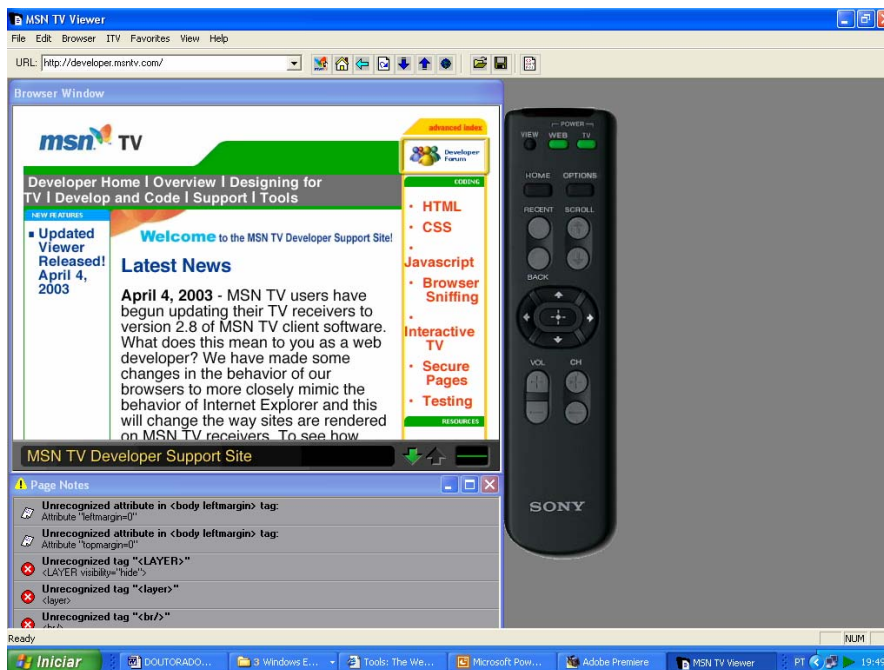 MSN TV Viewer
File Edit Browser ITV Favorites View Help
URL: http://developer.msntv.com/
Browser Window
msn TV
advanced index
Developer
Forum
Developer Home | Overview | Designing for
TV | Develop and Code | Support | Tools
NEW FEATURES
Updated
Viewer
Released!
April 4,
2003
Welcome to the MSN TV Developer Support Site!
Latest News
April 4, 2003 - MSN TV users have
begun updating their TV receivers to
version 2.8 of MSN TV client software.
What does this mean to you as a web
developer? We have made some
changes in the behavior of our
browsers to more closely mimic the
behavior of Internet Explorer and this
will change the way sites are rendered
on MSN TV receivers. To see how
CODING
HTML
CSS
Javascript
Browser
Sniffing
Interactive
TV
Secure
Pages
Testing
RESOURCES
MSN TV Developer Support Site
POWER
VIEW WEB TV
HOME OPTIONS
RECENT SCROLL
BACK
VOL CH
SONY
Page Notes
Unrecognized attribute in <body leftmargin> tag:
Attribute "leftmargin=0"
Unrecognized attribute in <body leftmargin> tag:
Attribute "topmargin=0"
Unrecognized tag "<LAYER>"
<LAYER visibility="hide">
Unrecognized tag "<layer>"
<layer>
Unrecognized tag "<br/>"
<br/>
Ready
NUM
Iniciar
DOUTORADO...
3 Windows E...
Tools: The We...
Microsoft Pow...
Adobe Premiere
MSN TV Viewer
PT
19:45